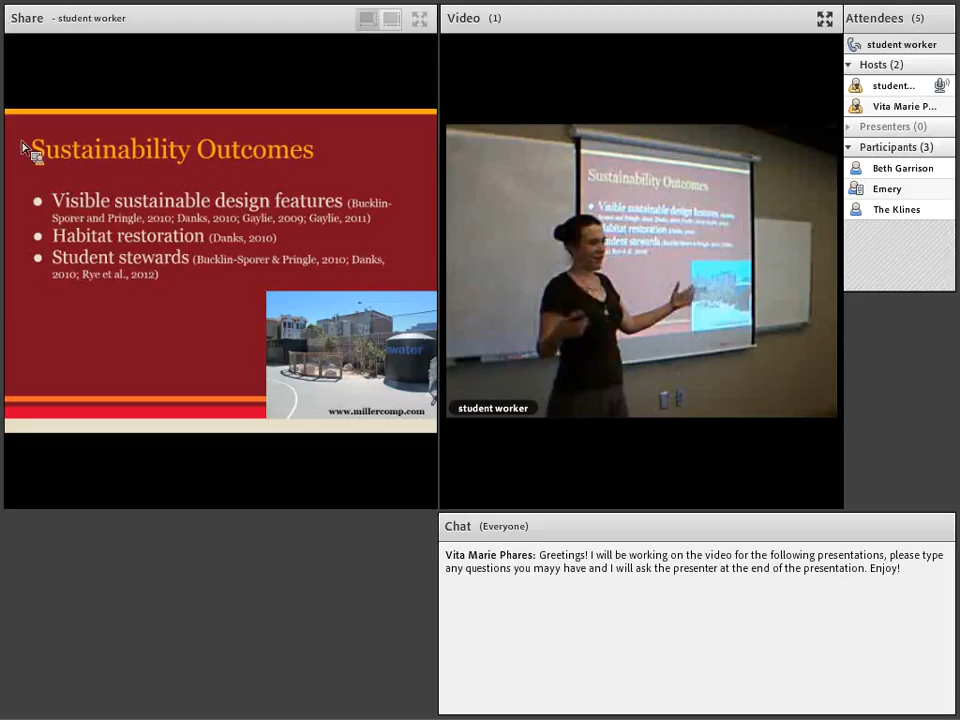 Share - student worker
Sustainability Outcomes
● Visible sustainable design features (Bucklin-
Sporer and Pringle, 2010; Danks, 2010; Gaylie, 2009; Gaylie, 2011)
● Habitat restoration (Danks, 2010)
● Student stewards (Bucklin-Sporer & Pringle, 2010; Danks,
2010; Rye et al., 2012)
water
www.millercomp.com
Video (1)
Sustainability Outcomes
Visible sustainable design features
Habitat restoration
student worker
Attendees (5)
student worker
Hosts (2)
student...
Vita Marie P...
Presenters (0)
Participants (3)
Beth Garrison
Emery
The Klines
Chat (Everyone)
Vita Marie Phares: Greetings! I will be working on the video for the following presentations, please type
any questions you mayy have and I will ask the presenter at the end of the presentation. Enjoy!